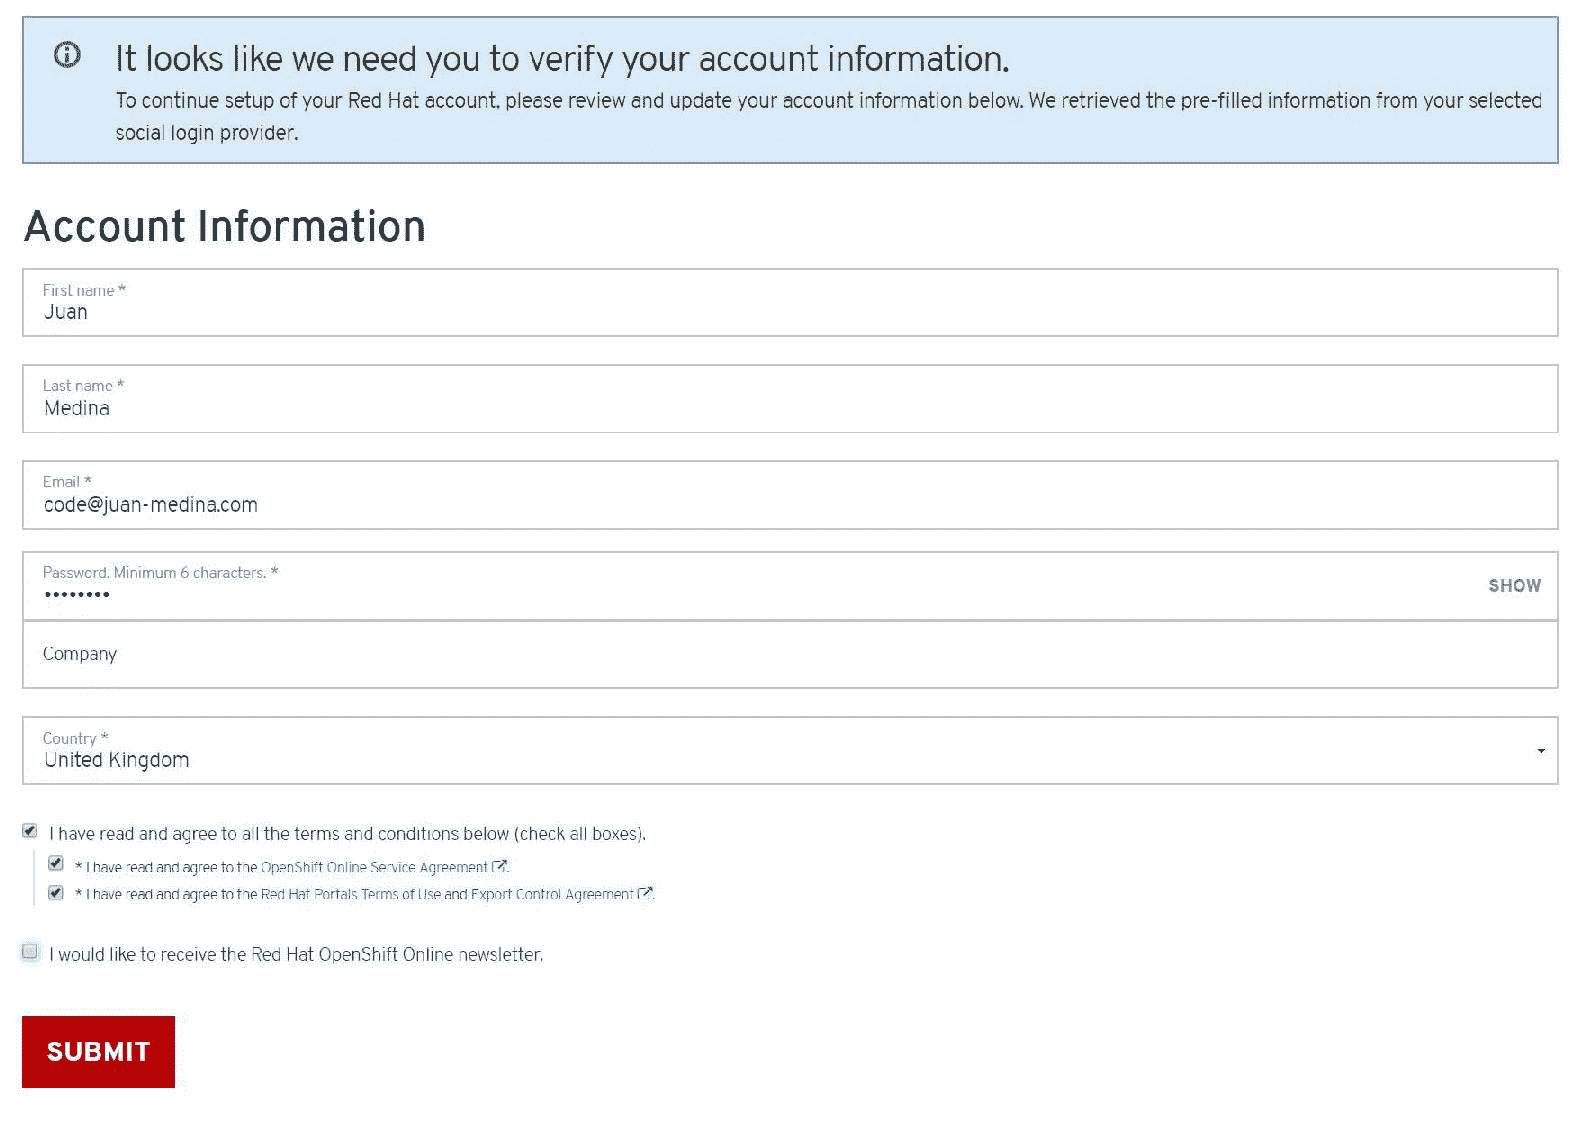 It looks like we need you to verify your account information.
To continue setup of your Red Hat account, please review and update your account information below. We retrieved the pre-filled information from your selected
social login provider.
Account Information
First name *
Juan
Last name *
Medina
Email *
code@juan-medina.com
Password. Minimum 6 characters. *
••••••••
SHOW
Company
Country *
United Kingdom
I have read and agree to all the terms and conditions below (check all boxes).
* I have read and agree to the OpenShift Online Service Agreement.
* I have read and agree to the Red Hat Portals Terms of Use and Export Control Agreement.
I would like to receive the Red Hat OpenShift Online newsletter.
SUBMIT